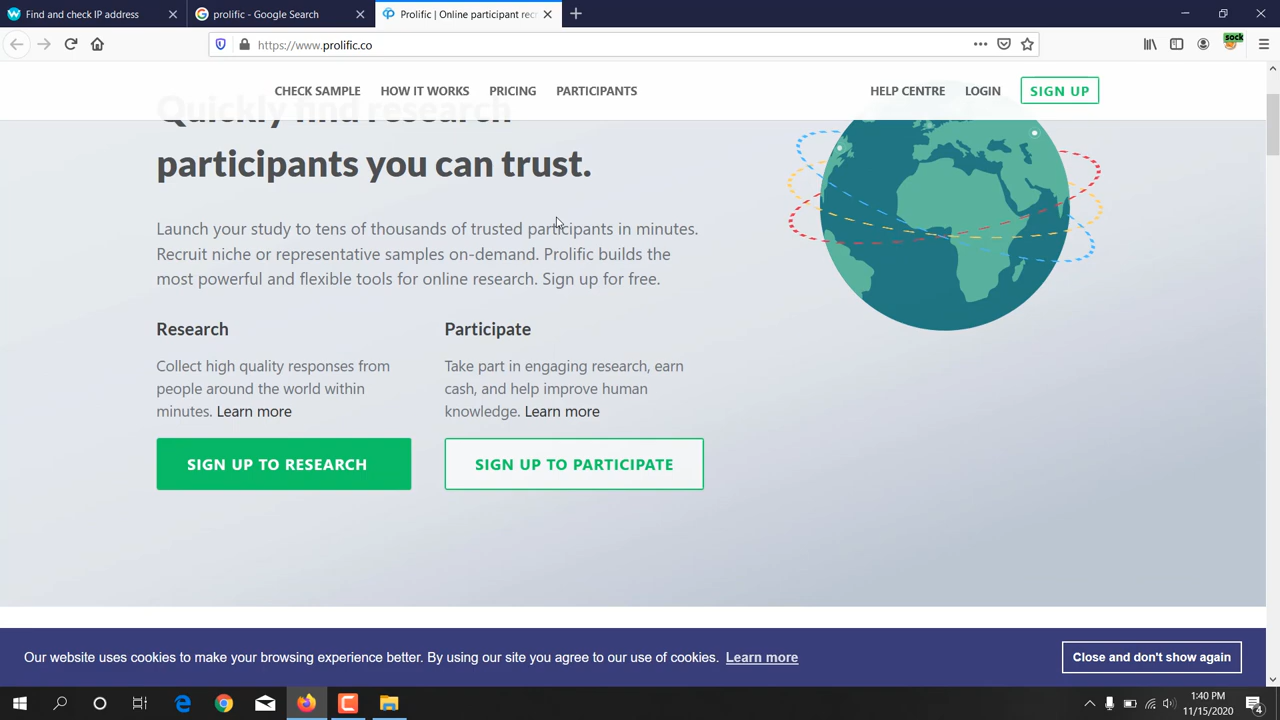 Find and check IP address
prolific - Google Search
Prolific | Online participant rec
https://www.prolific.co
sock
CHECK SAMPLE HOW IT WORKS PRICING PARTICIPANTS HELP CENTRE LOGIN SIGN UP
Quickly find research
participants you can trust.
Launch your study to tens of thousands of trusted participants in minutes.
Recruit niche or representative samples on-demand. Prolific builds the
most powerful and flexible tools for online research. Sign up for free.
Research
Collect high quality responses from
people around the world within
minutes. Learn more
SIGN UP TO RESEARCH
Participate
Take part in engaging research, earn
cash, and help improve human
knowledge. Learn more
SIGN UP TO PARTICIPATE
Our website uses cookies to make your browsing experience better. By using our site you agree to our use of cookies. Learn more
Close and don't show again
1:40 PM
11/15/2020
4